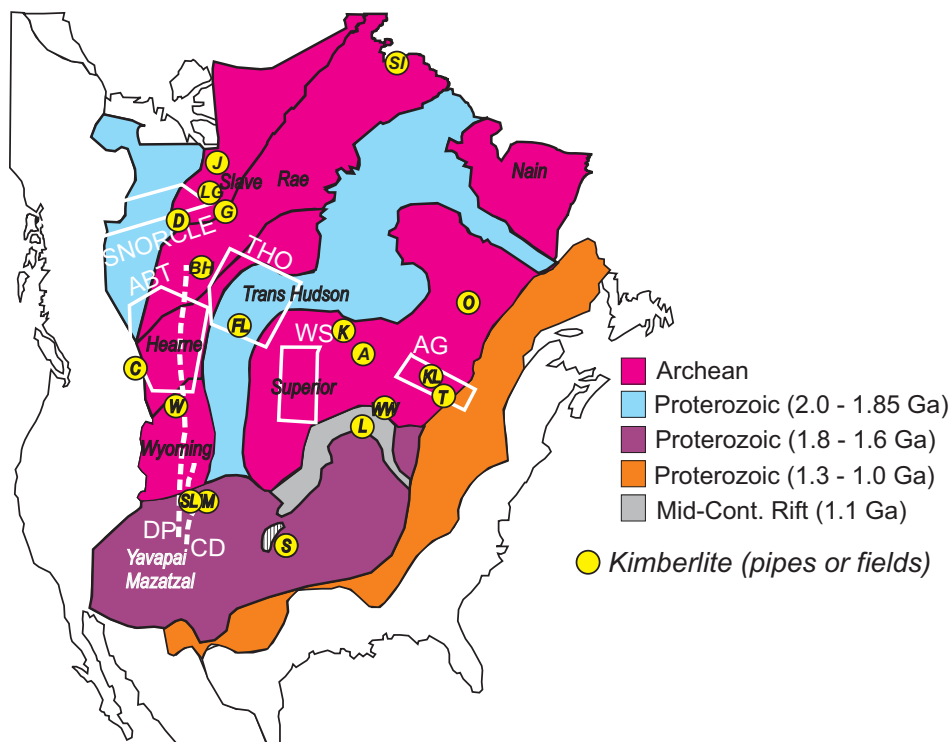 SI
J
Slave
Rae
Nain
LG
G
D
SNORCLE
THO
BH
ABT
Trans Hudson
O
FL
WS
K
Hearne
A
AG
C
KL
Superior
T
W
WW
L
Wyoming
SL
M
DP
CD
S
Yavapai
Mazatzal
Archean
Proterozoic (2.0 - 1.85 Ga)
Proterozoic (1.8 - 1.6 Ga)
Proterozoic (1.3 - 1.0 Ga)
Mid-Cont. Rift (1.1 Ga)
Kimberlite (pipes or fields)